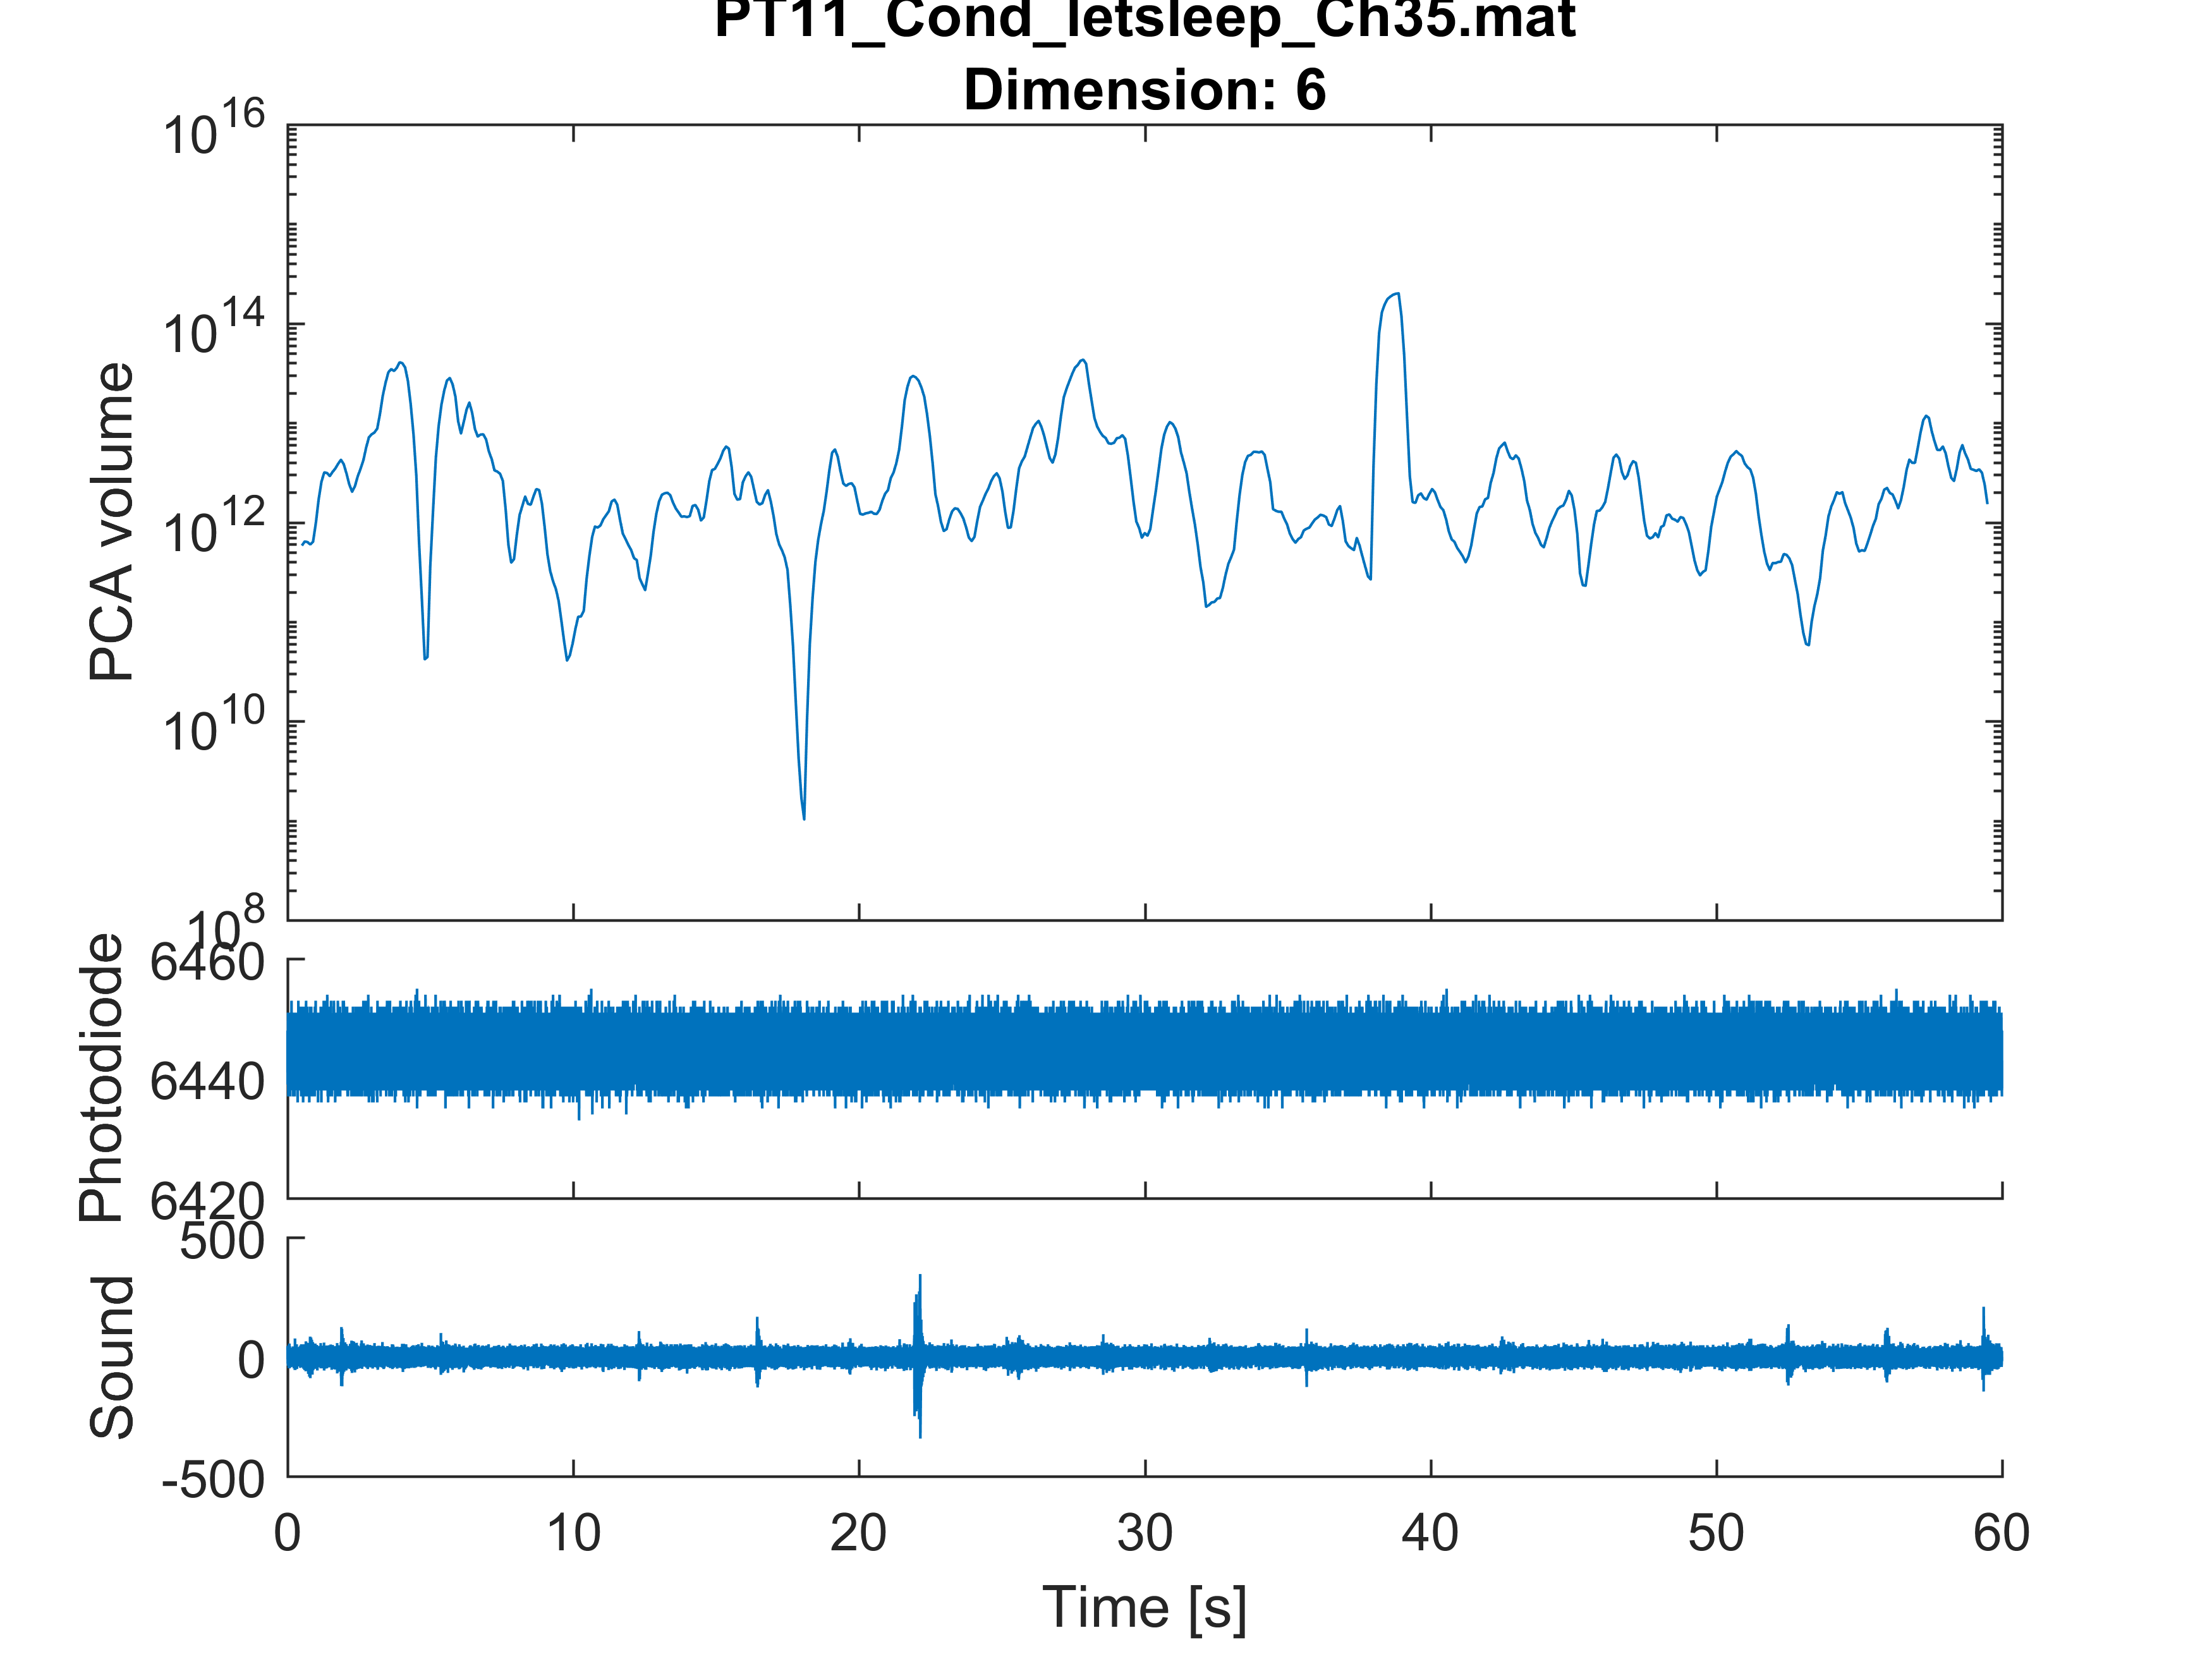 PT11_Cond_letsleep_Ch35.mat
Dimension: 6
10^16
10^14
10^12
10^10
10^8
PCA volume
6460
6440
6420
Photodiode
500
0
-500
Sound
0 10 20 30 40 50 60
Time [s]